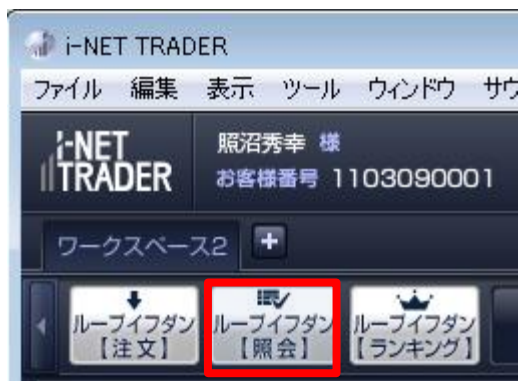 i-NET TRADER
ファイル 編集 表示 ツール ウィンドウ サウ
i-NET
TRADER
照沼秀幸 様
お客様番号 1103090001
ワークスペース2 +
ループイフダン
【注文】
ループイフダン
【照会】
ループイフダン
【ランキング】